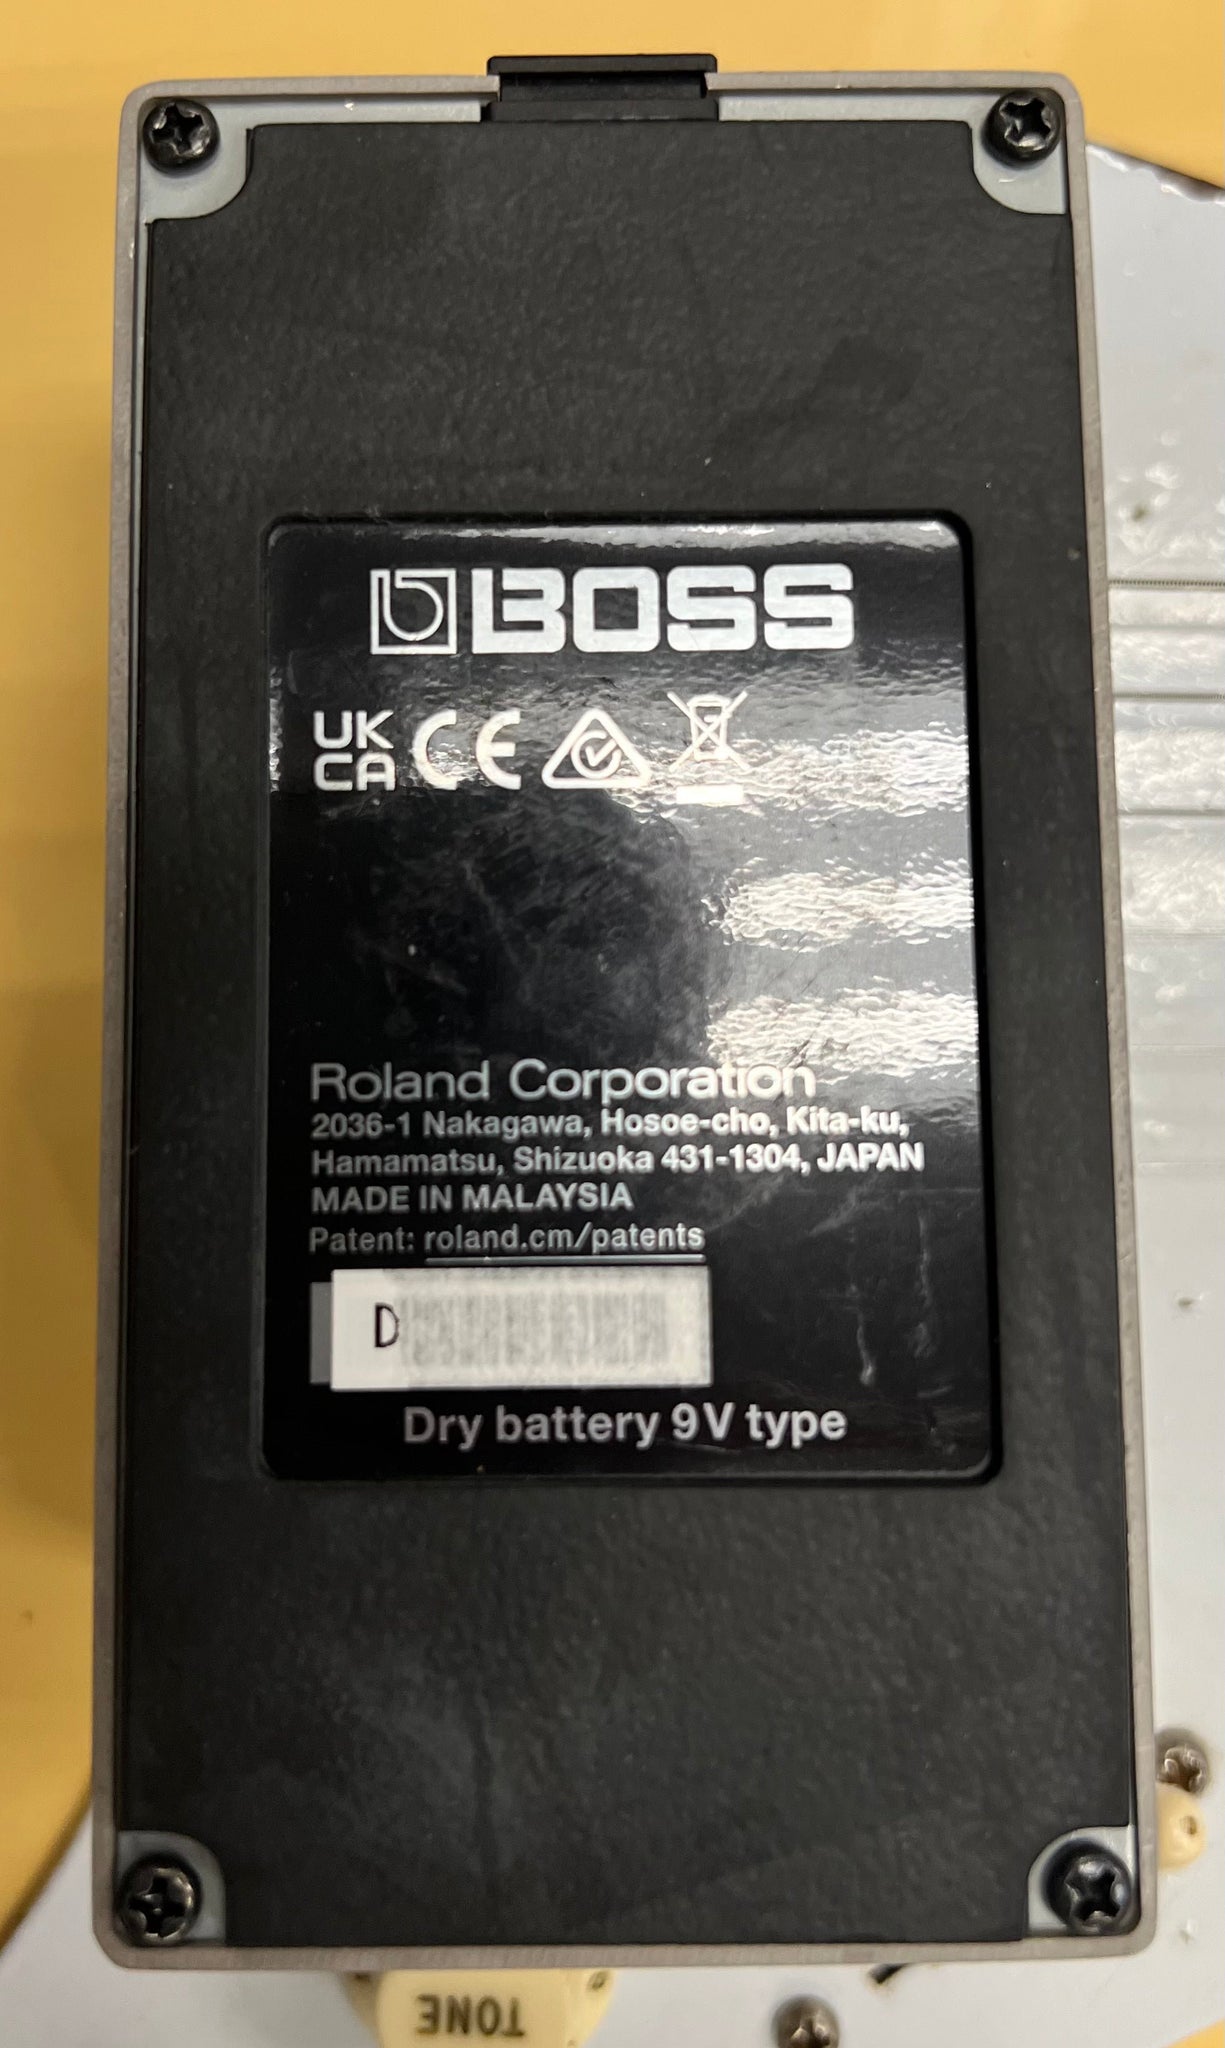 BOSS
UK
CA CE
Roland Corporation
2036-1 Nakagawa, Hosoe-cho, Kita-ku,
Hamamatsu, Shizuoka 431-1304, JAPAN
MADE IN MALAYSIA
Patent: roland.cm/patents
D
Dry battery 9V type
TONE